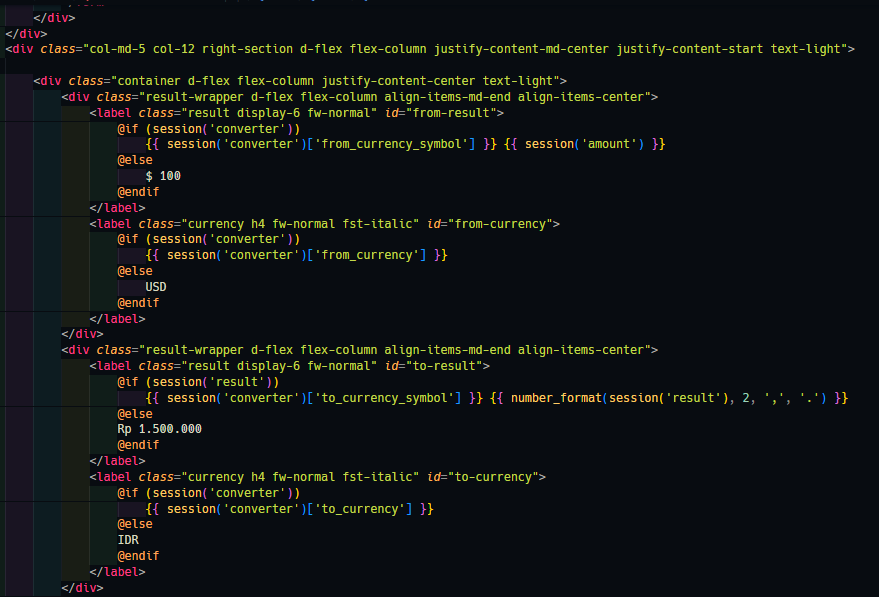 </div>
</div>
<div class="col-md-5 col-12 right-section d-flex flex-column justify-content-md-center justify-content-start text-light">
<div class="container d-flex flex-column justify-content-center text-light">
<div class="result-wrapper d-flex flex-column align-items-md-end align-items-center">
<label class="result display-6 fw-normal" id="from-result">
@if (session('converter'))
{{ session('converter')['from_currency_symbol'] }} {{ session('amount') }}
@else
$ 100
@endif
</label>
<label class="currency h4 fw-normal fst-italic" id="from-currency">
@if (session('converter'))
{{ session('converter')['from_currency'] }}
@else
USD
@endif
</label>
</div>
<div class="result-wrapper d-flex flex-column align-items-md-end align-items-center">
<label class="result display-6 fw-normal" id="to-result">
@if (session('result'))
{{ session('converter')['to_currency_symbol'] }} {{ number_format(session('result'), 2, ',', '.') }}
@else
Rp 1.500.000
@endif
</label>
<label class="currency h4 fw-normal fst-italic" id="to-currency">
@if (session('converter'))
{{ session('converter')['to_currency'] }}
@else
IDR
@endif
</label>
</div>